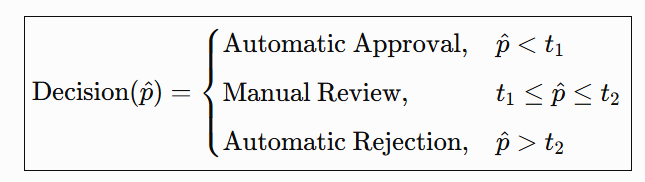 Decision(p̂) = { Automatic Approval, p̂ < t₁
Manual Review, t₁ ≤ p̂ ≤ t₂
Automatic Rejection, p̂ > t₂